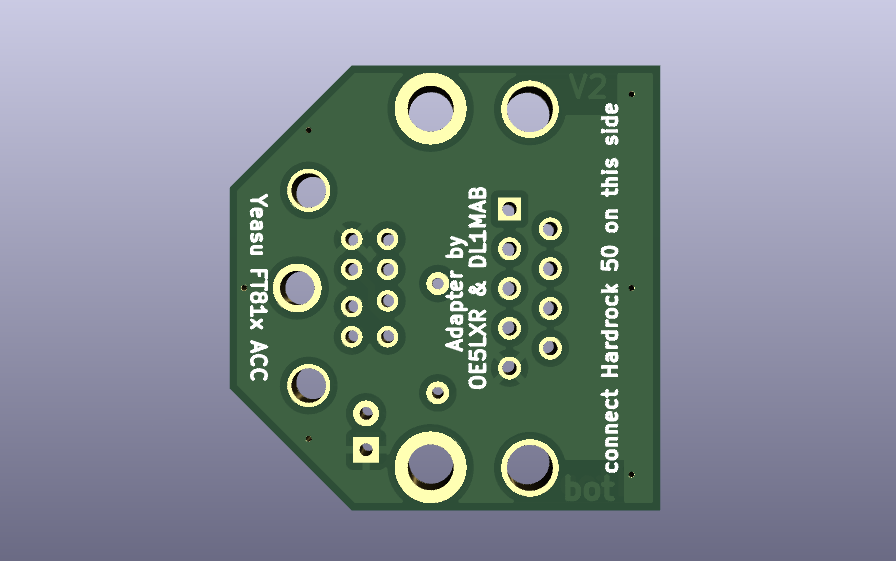 V2
Yeasu FT81x ACC
Adapter by
OE5LXR & DL1MAB
connect Hardrock 50 on this side
bot